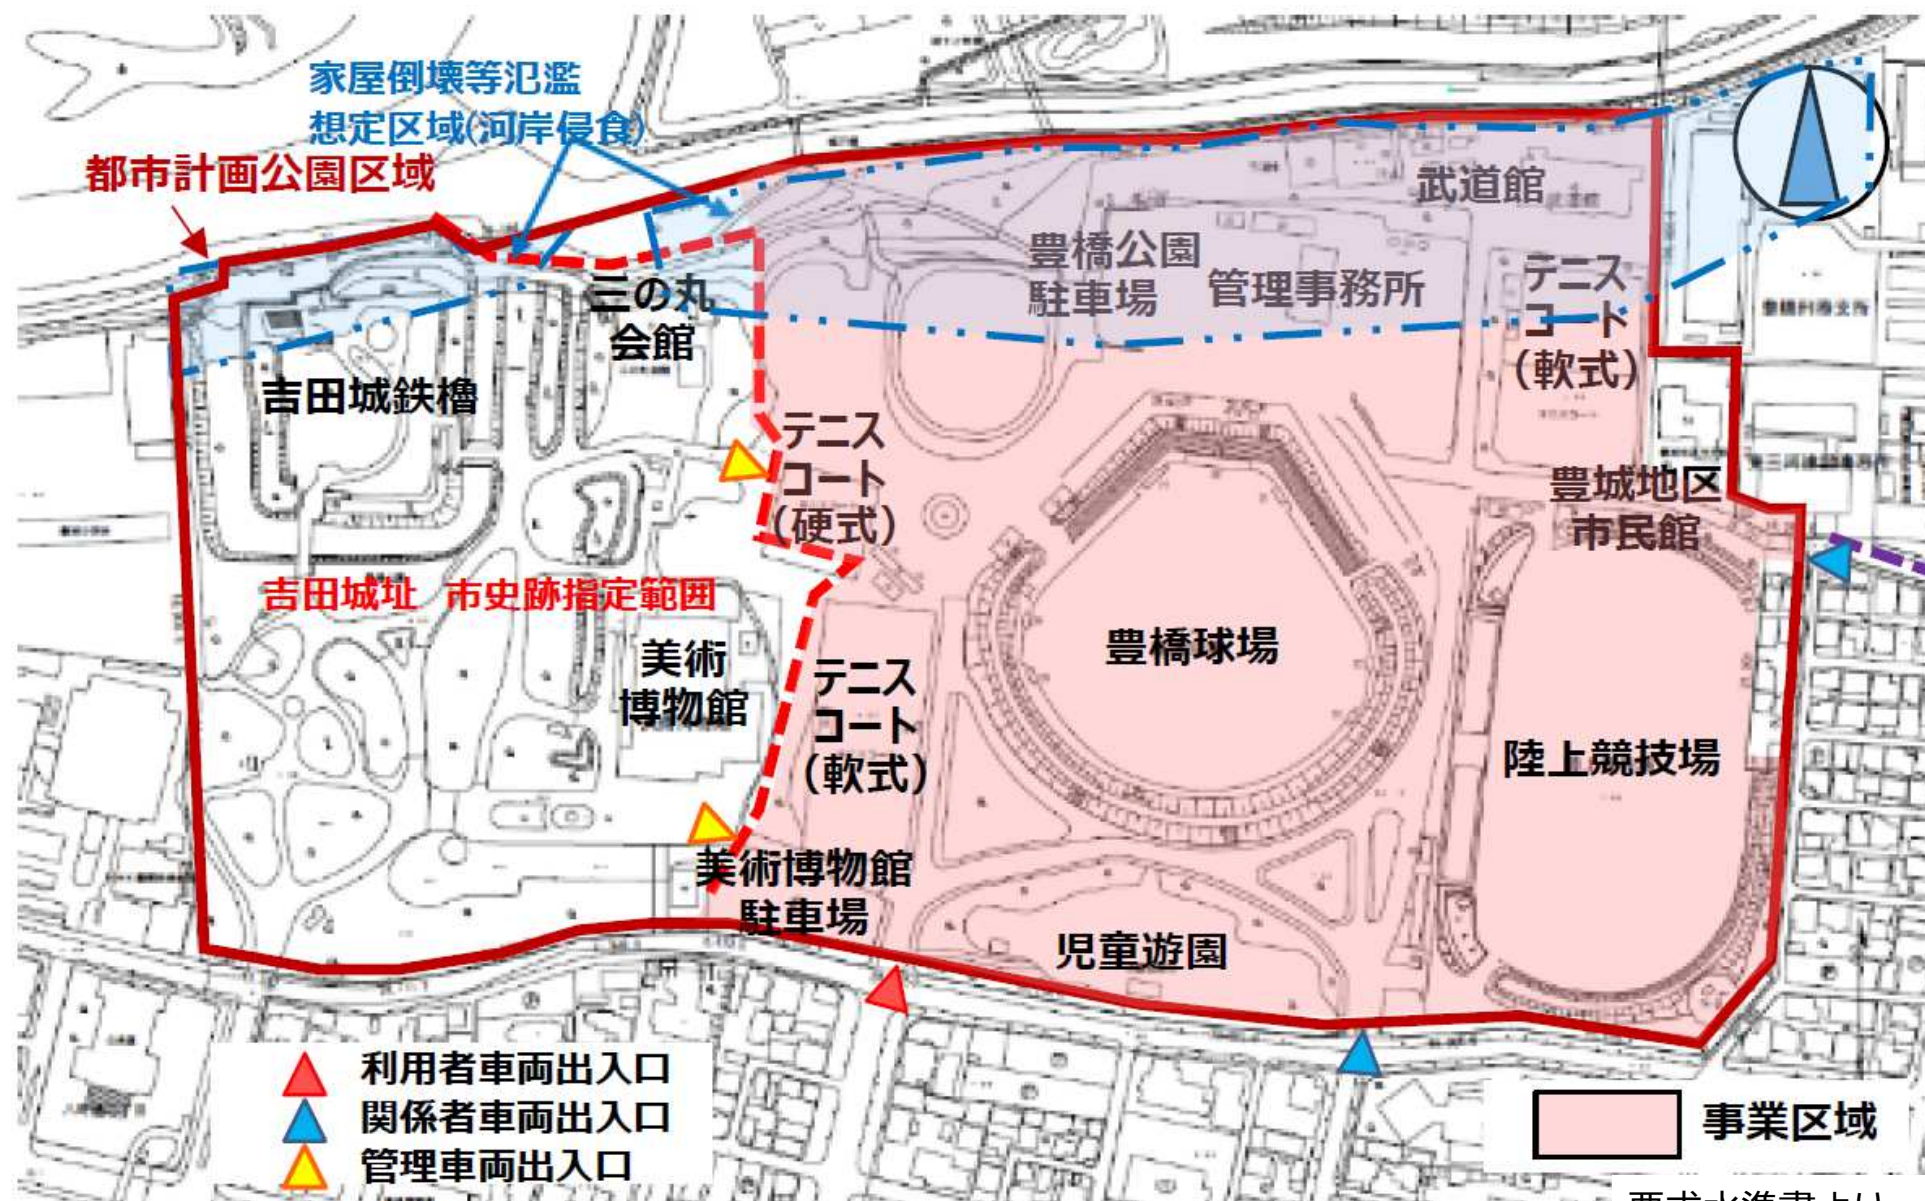 家屋倒壊等氾濫
想定区域(河岸侵食)
都市計画公園区域
武道館
豊橋公園
駐車場
管理事務所
テニス
コート
(軟式)
三の丸
会館
吉田城鉄櫓
テニス
コート
(硬式)
豊城地区
市民館
吉田城址 市史跡指定範囲
美術
博物館
豊橋球場
テニス
コート
(軟式)
陸上競技場
美術博物館
駐車場
児童遊園
利用者車両出入口
関係者車両出入口
管理車両出入口
事業区域